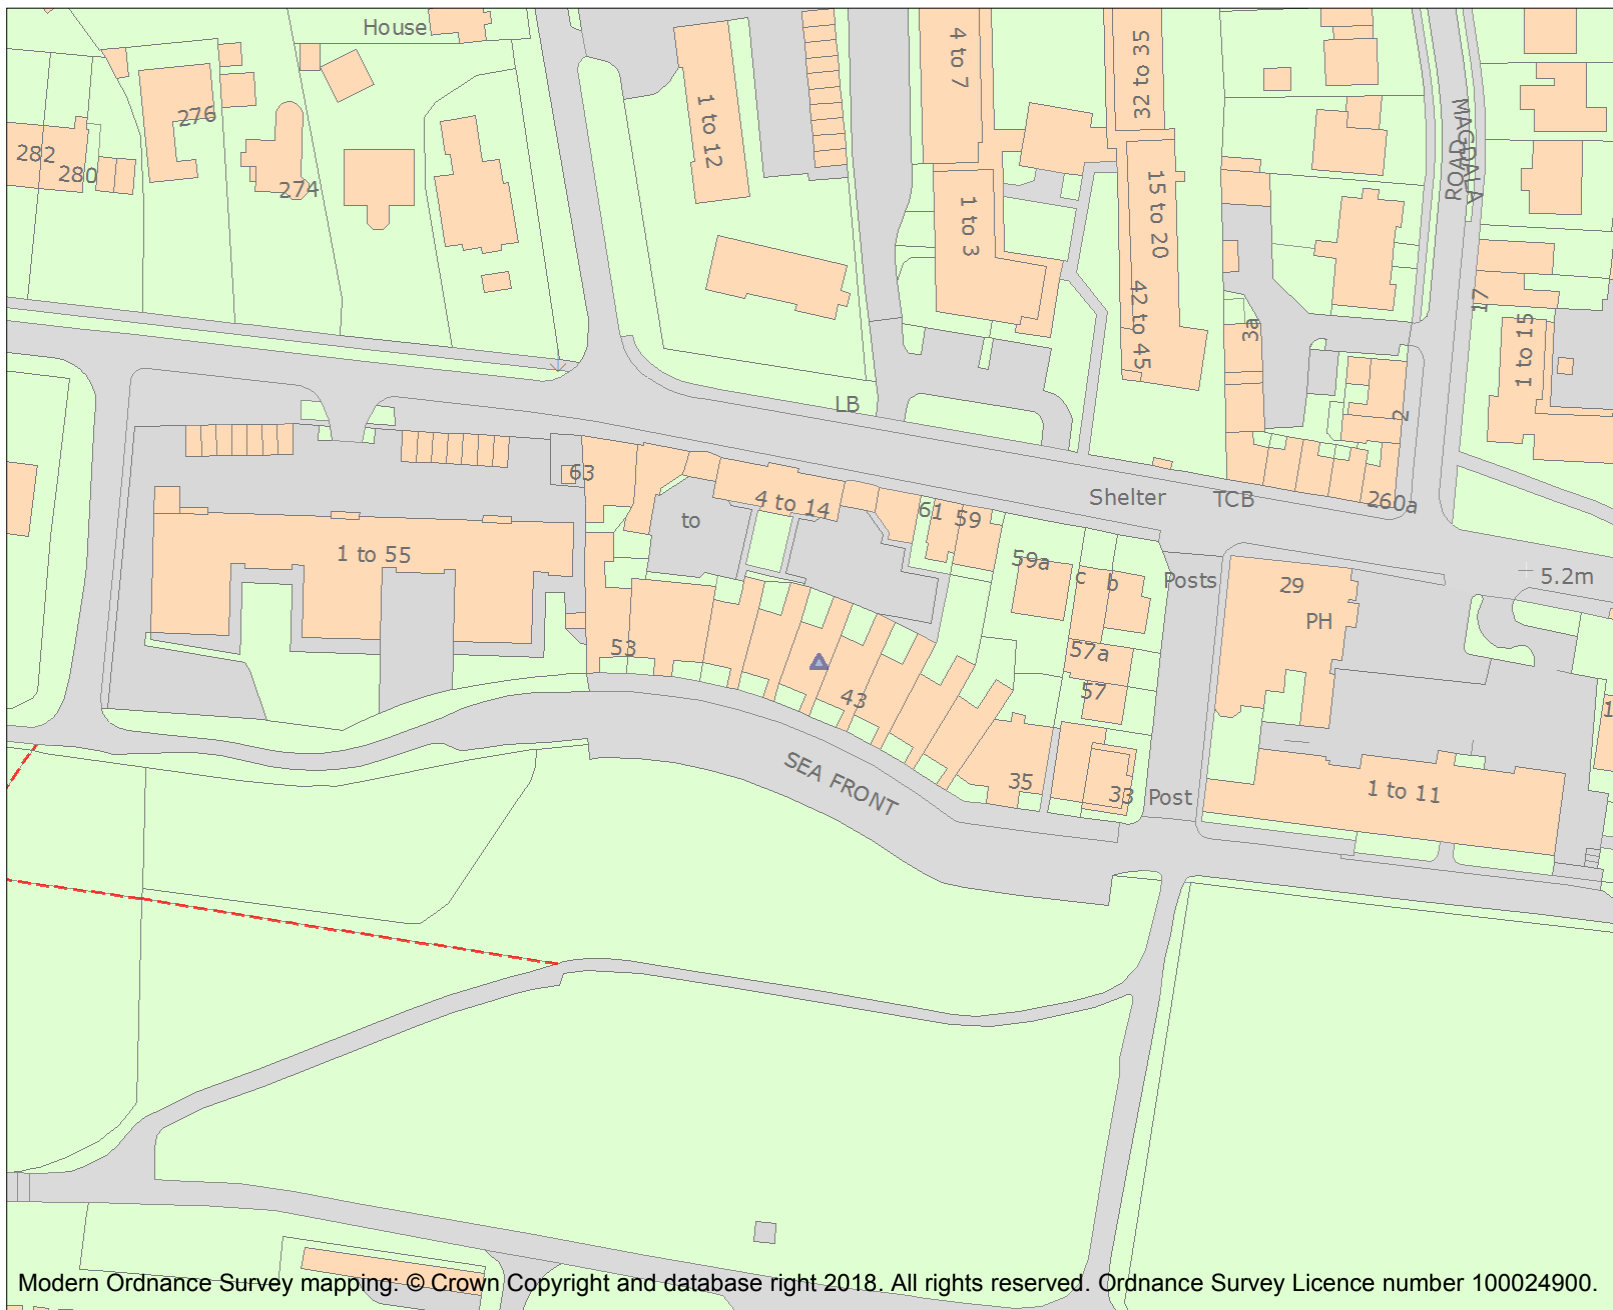 House
4 to 7
32 to 35
MAGDALA
ROAD
276
1 to 12
282
280
274
15 to 20
1 to 3
17
42 to 45
3a
1 to 15
LB
2
63
Shelter
TCB
260a
4 to 14
61
59
to
1 to 55
59a
c
b
Posts
29
5.2m
PH
53
57a
57
43
SEA FRONT
35
33
Post
1 to 11
1
Modern Ordnance Survey mapping: © Crown Copyright and database right 2018. All rights reserved. Ordnance Survey Licence number 100024900.